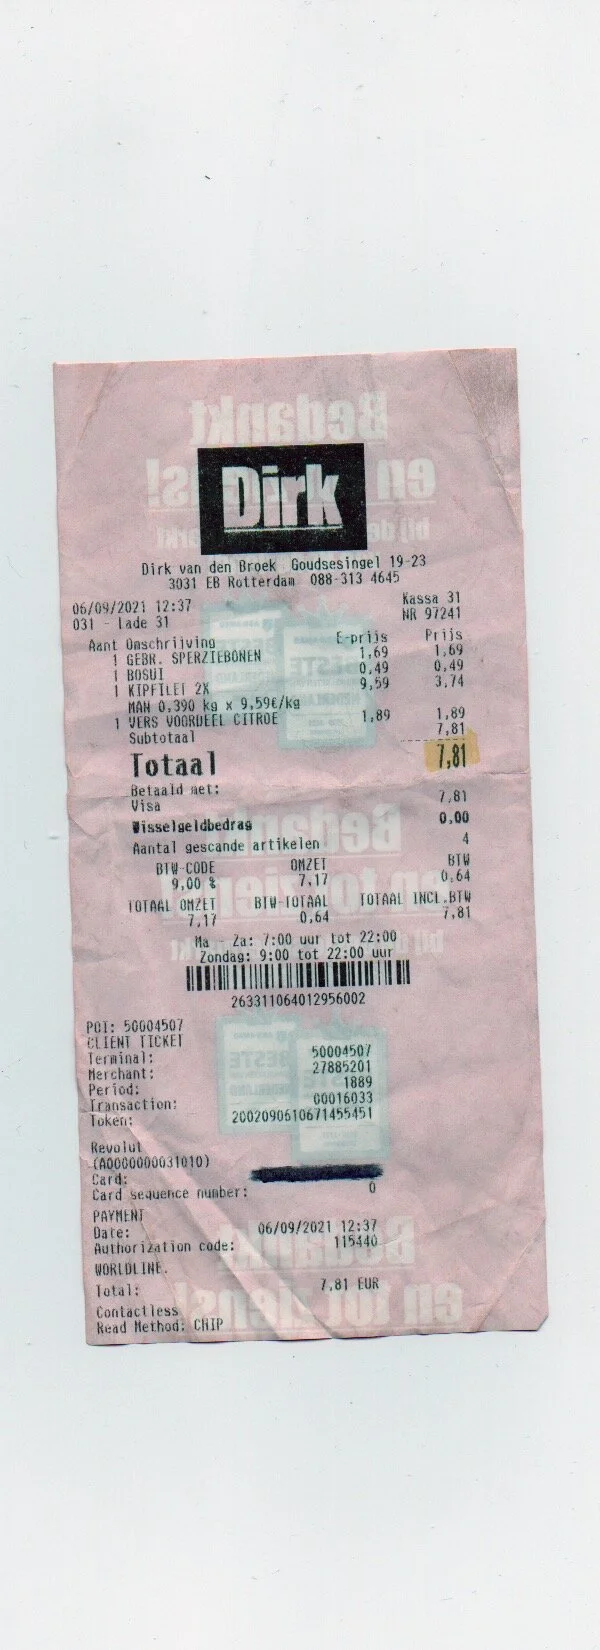 Bedankt
en tot ziens!
Dirk
Dirk van den Broek Goudsesingel 19-23
3031 EB Rotterdam 088-313 4645
06/09/2021 12:37 Kassa 31
031 - lade 31 NR 97241
Aant Omschrijving E-prijs Prijs
1 GEBR. SPERZIEBONEN 1,69 1,69
1 BOSUI 0,49 0,49
1 KIPFILET 2X 9,59 3,74
MAN 0,390 kg x 9,59€/kg
1 VERS VOORDEEL CITROE 1,89 1,89
Subtotaal 7,81
Totaal 7,81
Betaald met:
Visa 7,81
Wisselgeldbedrag 0,00
Aantal gescande artikelen 4
BTW-CODE OMZET BTW
9,00 % 7,17 0,64
TOTAAL OMZET BTW-TOTAAL TOTAAL INCL.BTW
7,17 0,64 7,81
Ma Za: 7:00 uur tot 22:00
Zondag: 9:00 tot 22:00 uur
263311064012956002
POI: 50004507
CLIENT TICKET
Terminal: 50004507
Merchant: 27885201
Period: 1889
Transaction: 00016033
Token: 2002090610671455451
Revolut
(A0000000031010)
Card:
Card sequence number: 0
PAYMENT
Date: 06/09/2021 12:37
Authorization code: 115440
WORLDLINE.
Total: 7,81 EUR
Contactless
Read Method: CHIP